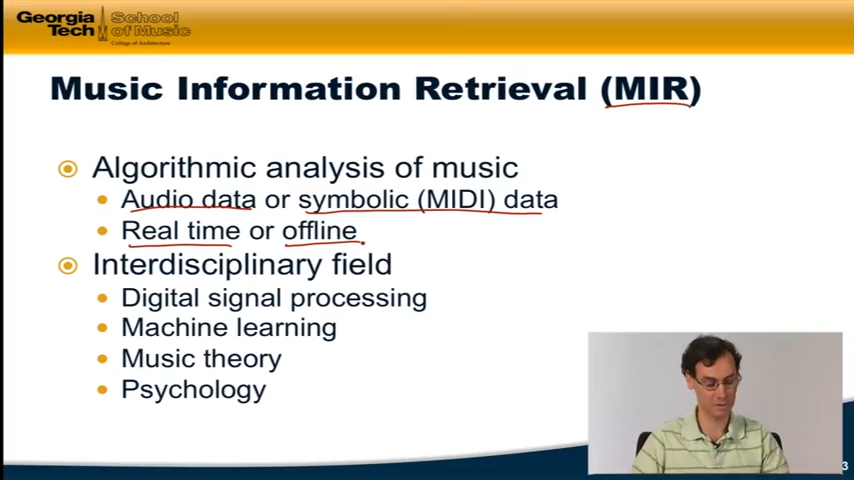 Georgia Tech
School of Music
College of Architecture
Music Information Retrieval (MIR)
Algorithmic analysis of music
Audio data or symbolic (MIDI) data
Real time or offline
Interdisciplinary field
Digital signal processing
Machine learning
Music theory
Psychology
3